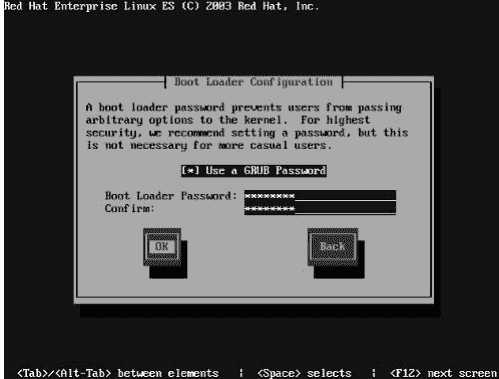 Red Hat Enterprise Linux ES (C) 2003 Red Hat, Inc.
Boot Loader Configuration
A boot loader password prevents users from passing
arbitrary options to the kernel.  For highest
security, we recommend setting a password, but this
is not necessary for more casual users.
[*] Use a GRUB Password
Boot Loader Password: ********
Confirm: ********
OK Back
<Tab>/<Alt-Tab> between elements | <Space> selects | <F12> next screen